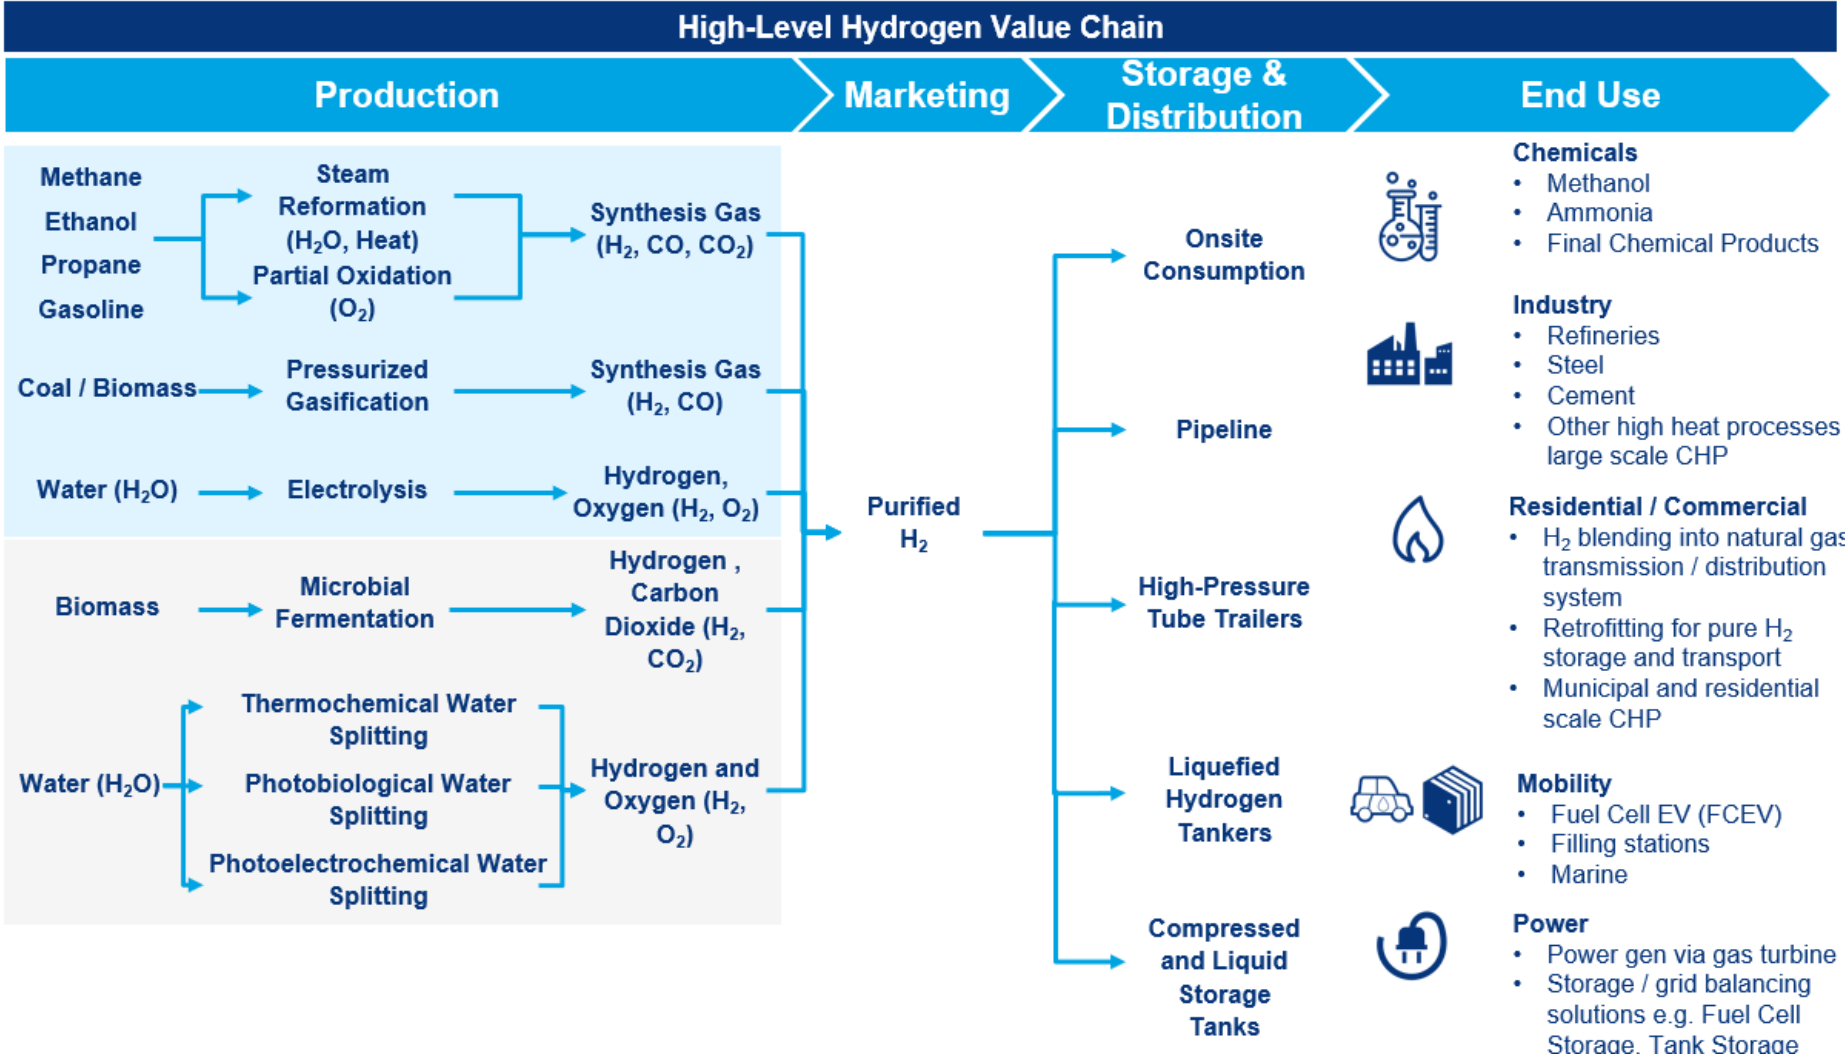 High-Level Hydrogen Value Chain
Production
Marketing
Storage &
Distribution
End Use
Methane
Ethanol
Propane
Gasoline
Steam
Reformation
(H₂O, Heat)
Partial Oxidation
(O₂)
Synthesis Gas
(H₂, CO, CO₂)
Coal / Biomass
Pressurized
Gasification
Synthesis Gas
(H₂, CO)
Water (H₂O)
Electrolysis
Hydrogen,
Oxygen (H₂, O₂)
Biomass
Microbial
Fermentation
Hydrogen ,
Carbon
Dioxide (H₂,
CO₂)
Water (H₂O)
Thermochemical Water
Splitting
Photobiological Water
Splitting
Photoelectrochemical Water
Splitting
Hydrogen and
Oxygen (H₂,
O₂)
Purified
H₂
Onsite
Consumption
Pipeline
High-Pressure
Tube Trailers
Liquefied
Hydrogen
Tankers
Compressed
and Liquid
Storage
Tanks
Chemicals
• Methanol
• Ammonia
• Final Chemical Products
Industry
• Refineries
• Steel
• Cement
• Other high heat processes
large scale CHP
Residential / Commercial
• H₂ blending into natural gas
transmission / distribution
system
• Retrofitting for pure H₂
storage and transport
• Municipal and residential
scale CHP
Mobility
• Fuel Cell EV (FCEV)
• Filling stations
• Marine
Power
• Power gen via gas turbine
• Storage / grid balancing
solutions e.g. Fuel Cell
Storage, Tank Storage